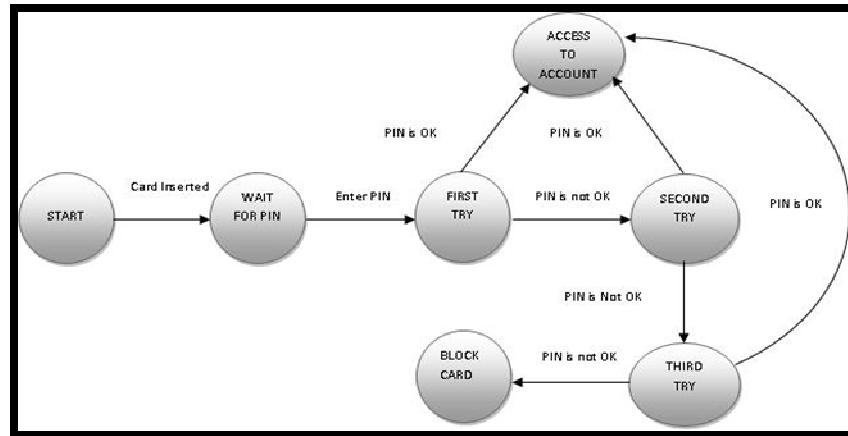 ACCESS
TO
ACCOUNT
PIN is OK
PIN is OK
Card Inserted
Enter PIN
PIN is not OK
PIN is OK
START
WAIT
FOR PIN
FIRST
TRY
SECOND
TRY
PIN is Not OK
BLOCK
CARD
PIN is not OK
THIRD
TRY